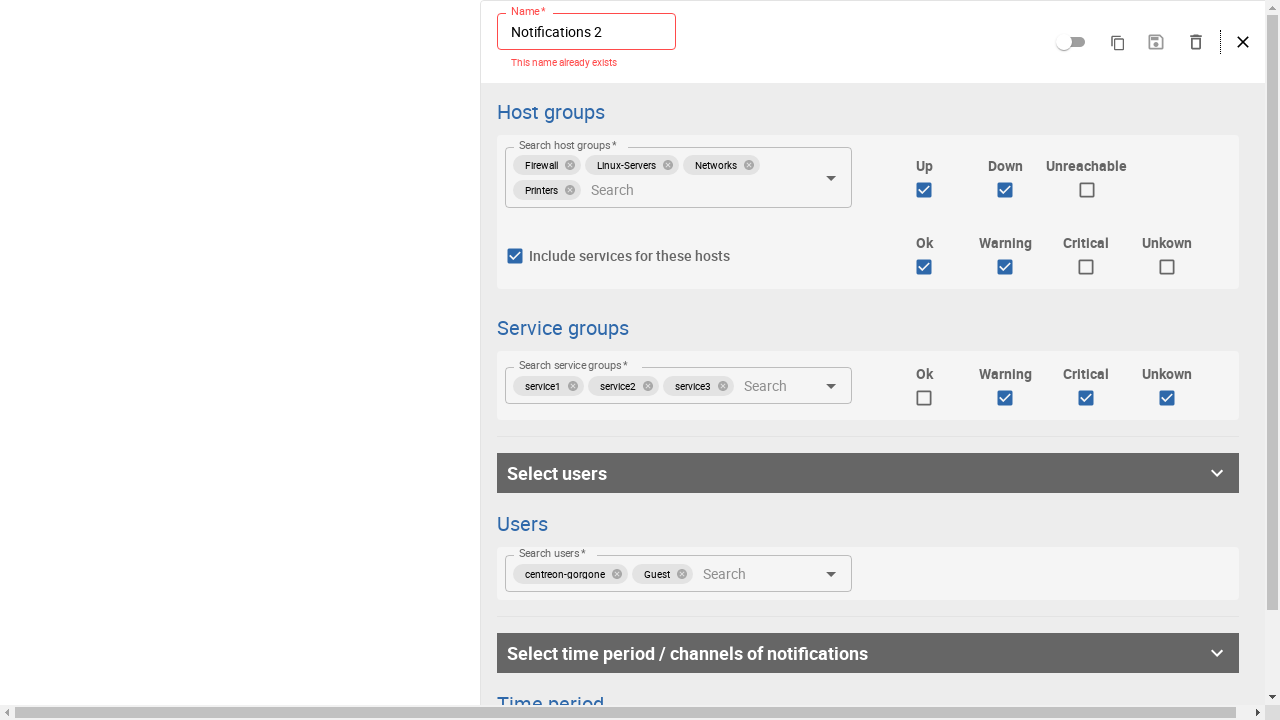 Name *
Notifications 2
This name already exists
Host groups
Search host groups *
Firewall Linux-Servers Networks
Printers Search
Up Down Unreachable
Include services for these hosts
Ok Warning Critical Unkown
Service groups
Search service groups *
service1 service2 service3 Search
Ok Warning Critical Unkown
Select users
Users
Search users *
centreon-gorgone Guest Search
Select time period / channels of notifications
Time period